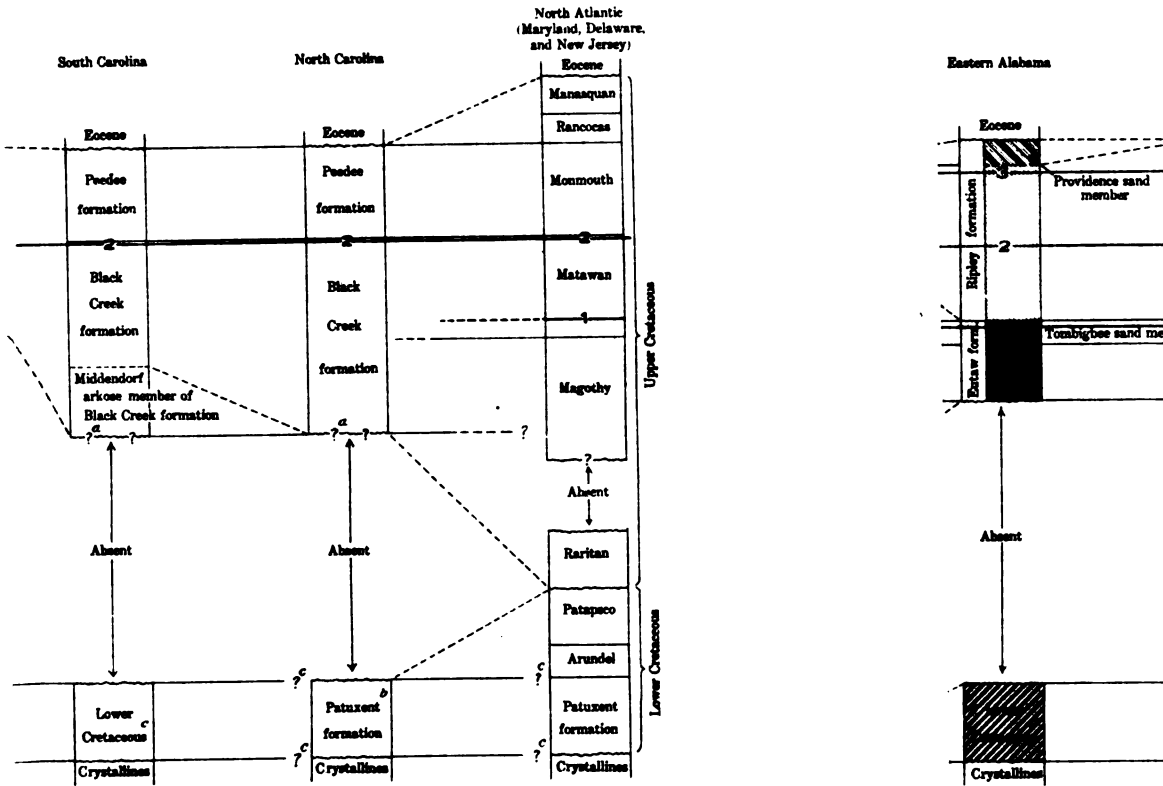 South Carolina
Eocene
Peedee
formation
2
Black
Creek
formation
Middendorf
arkose member of
Black Creek formation
? a ?
Absent
Lower
Cretaceous c
Crystallines
North Carolina
Eocene
Peedee
formation
2
Black
Creek
formation
? a ?
Absent
? c
Patuxent b
formation
? c
Crystallines
North Atlantic
(Maryland, Delaware,
and New Jersey)
Eocene
Manasquan
Rancocas
Monmouth
2
Matawan
1
Magothy
?
?
Absent
Raritan
Patapsco
Arundel
? c
Patuxent
formation
? c
Crystallines
Upper Cretaceous
Lower Cretaceous
Eastern Alabama
Eocene
3
Providence sand
member
Ripley formation
2
Tombigbee sand me
Eutaw form.
Absent
Crystallines